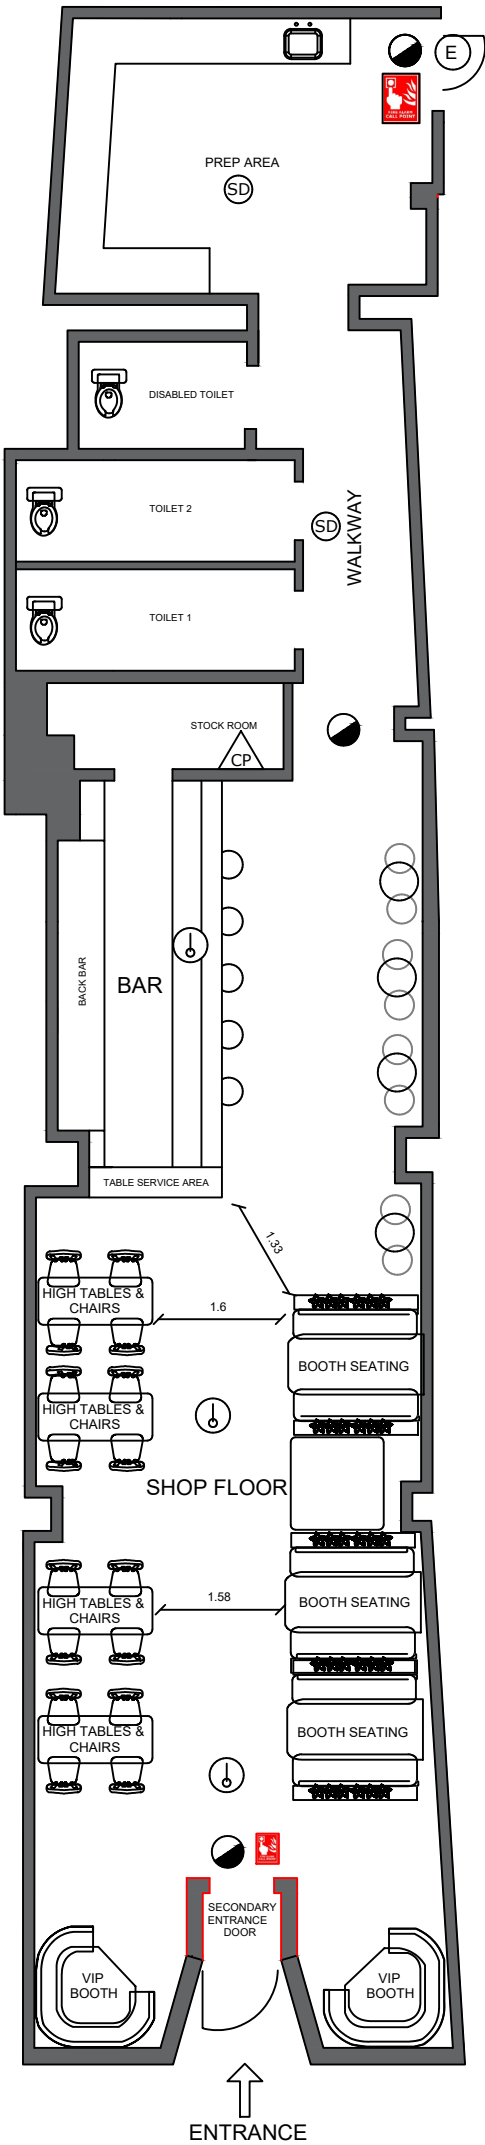 E
FIRE ALARM
CALL POINT
PREP AREA
SD
DISABLED TOILET
TOILET 2
SD
WALKWAY
TOILET 1
STOCK ROOM
CP
BACK BAR
BAR
TABLE SERVICE AREA
1.33
HIGH TABLES &
CHAIRS
1.6
BOOTH SEATING
HIGH TABLES &
CHAIRS
SHOP FLOOR
HIGH TABLES &
CHAIRS
1.58
BOOTH SEATING
HIGH TABLES &
CHAIRS
BOOTH SEATING
SECONDARY
ENTRANCE
DOOR
VIP
BOOTH
VIP
BOOTH
ENTRANCE